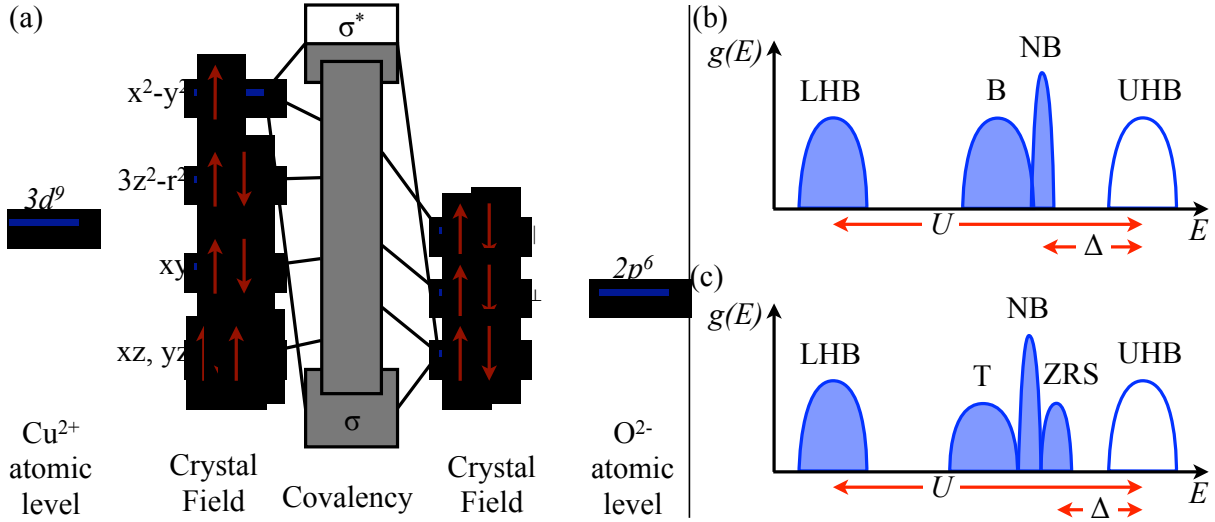 (a)
σ*
x²-y²
3z²-r²
3d⁹
xy
xz, yz
σ
2p⁶
Cu²⁺
atomic
level
Crystal
Field
Covalency
Crystal
Field
O²⁻
atomic
level
(b)
g(E)
LHB
B
NB
UHB
U
Δ
E
(c)
g(E)
LHB
T
NB
ZRS
UHB
U
Δ
E